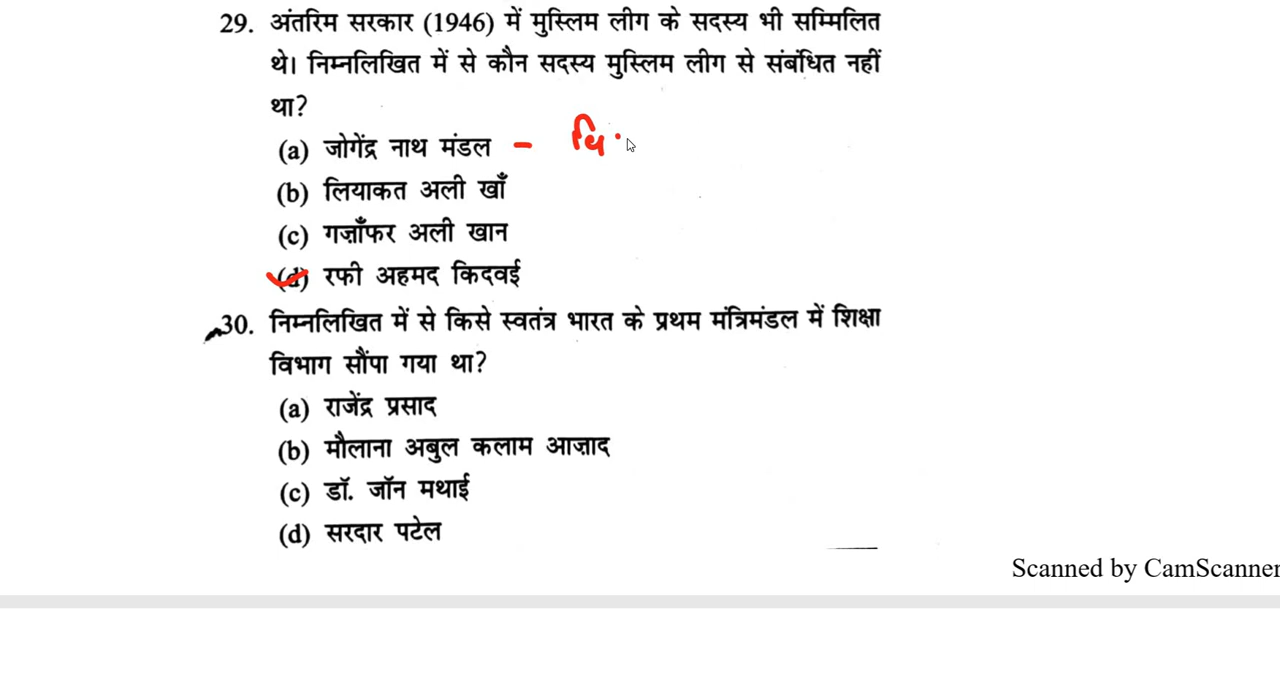 29. अंतरिम सरकार (1946) में मुस्लिम लीग के सदस्य भी सम्मिलित
थे। निम्नलिखित में से कौन सदस्य मुस्लिम लीग से संबंधित नहीं
था?
(a) जोगेंद्र नाथ मंडल -
(b) लियाकत अली खाँ
(c) गज़ाँफर अली खान
(d) रफी अहमद किदवई
30. निम्नलिखित में से किसे स्वतंत्र भारत के प्रथम मंत्रिमंडल में शिक्षा
विभाग सौंपा गया था?
(a) राजेंद्र प्रसाद
(b) मौलाना अबुल कलाम आज़ाद
(c) डॉ. जॉन मथाई
(d) सरदार पटेल
Scanned by CamScanner